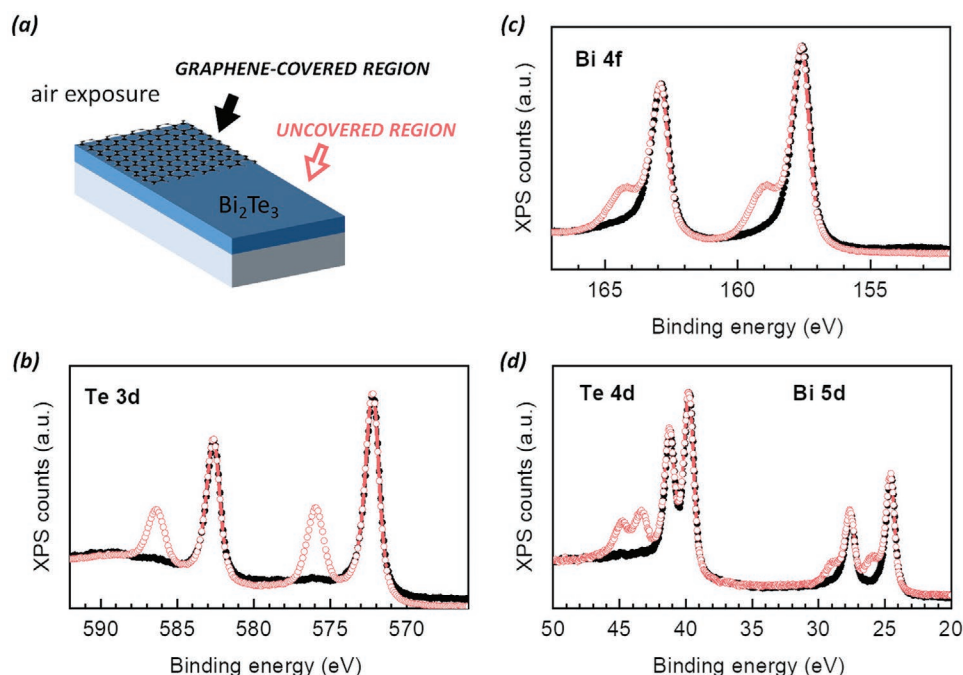 (a)
GRAPHENE-COVERED REGION
air exposure
UNCOVERED REGION
Bi₂Te₃
(b)
Te 3d
XPS counts (a.u.)
590 585 580 575 570
Binding energy (eV)
(c)
Bi 4f
XPS counts (a.u.)
165 160 155
Binding energy (eV)
(d)
Te 4d Bi 5d
XPS counts (a.u.)
50 45 40 35 30 25 20
Binding energy (eV)